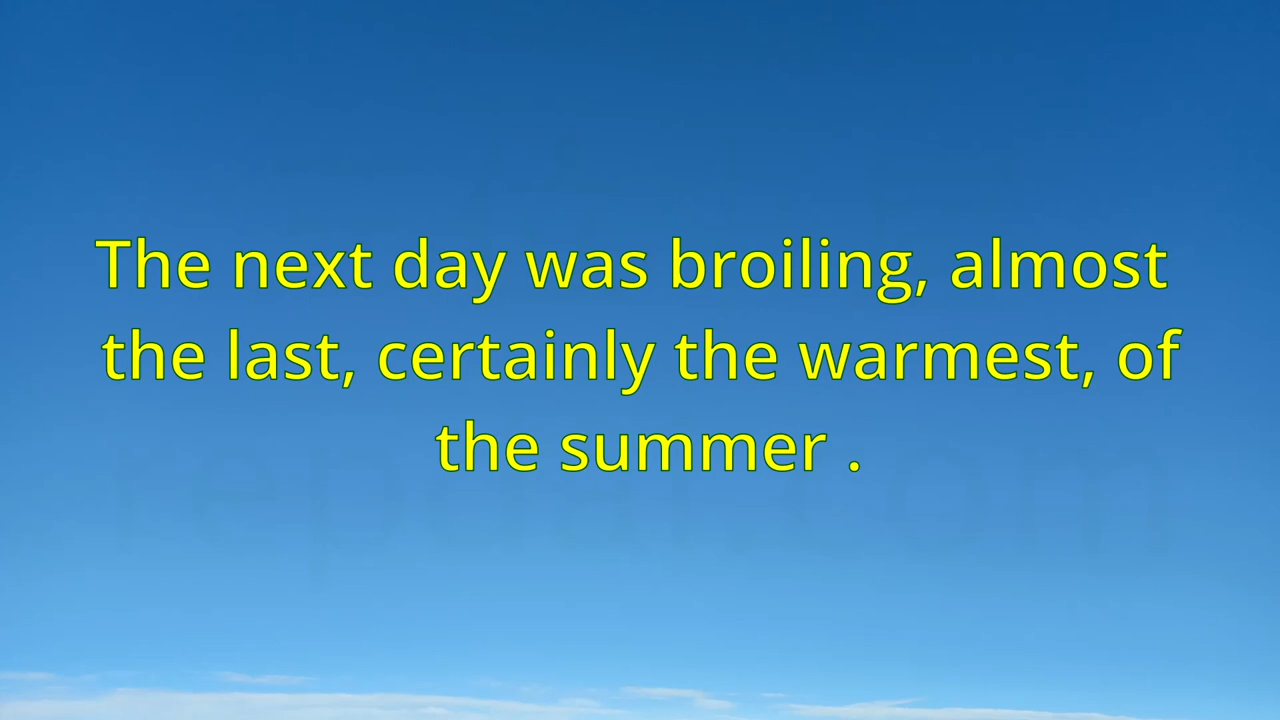 The next day was broiling, almost
the last, certainly the warmest, of
the summer .